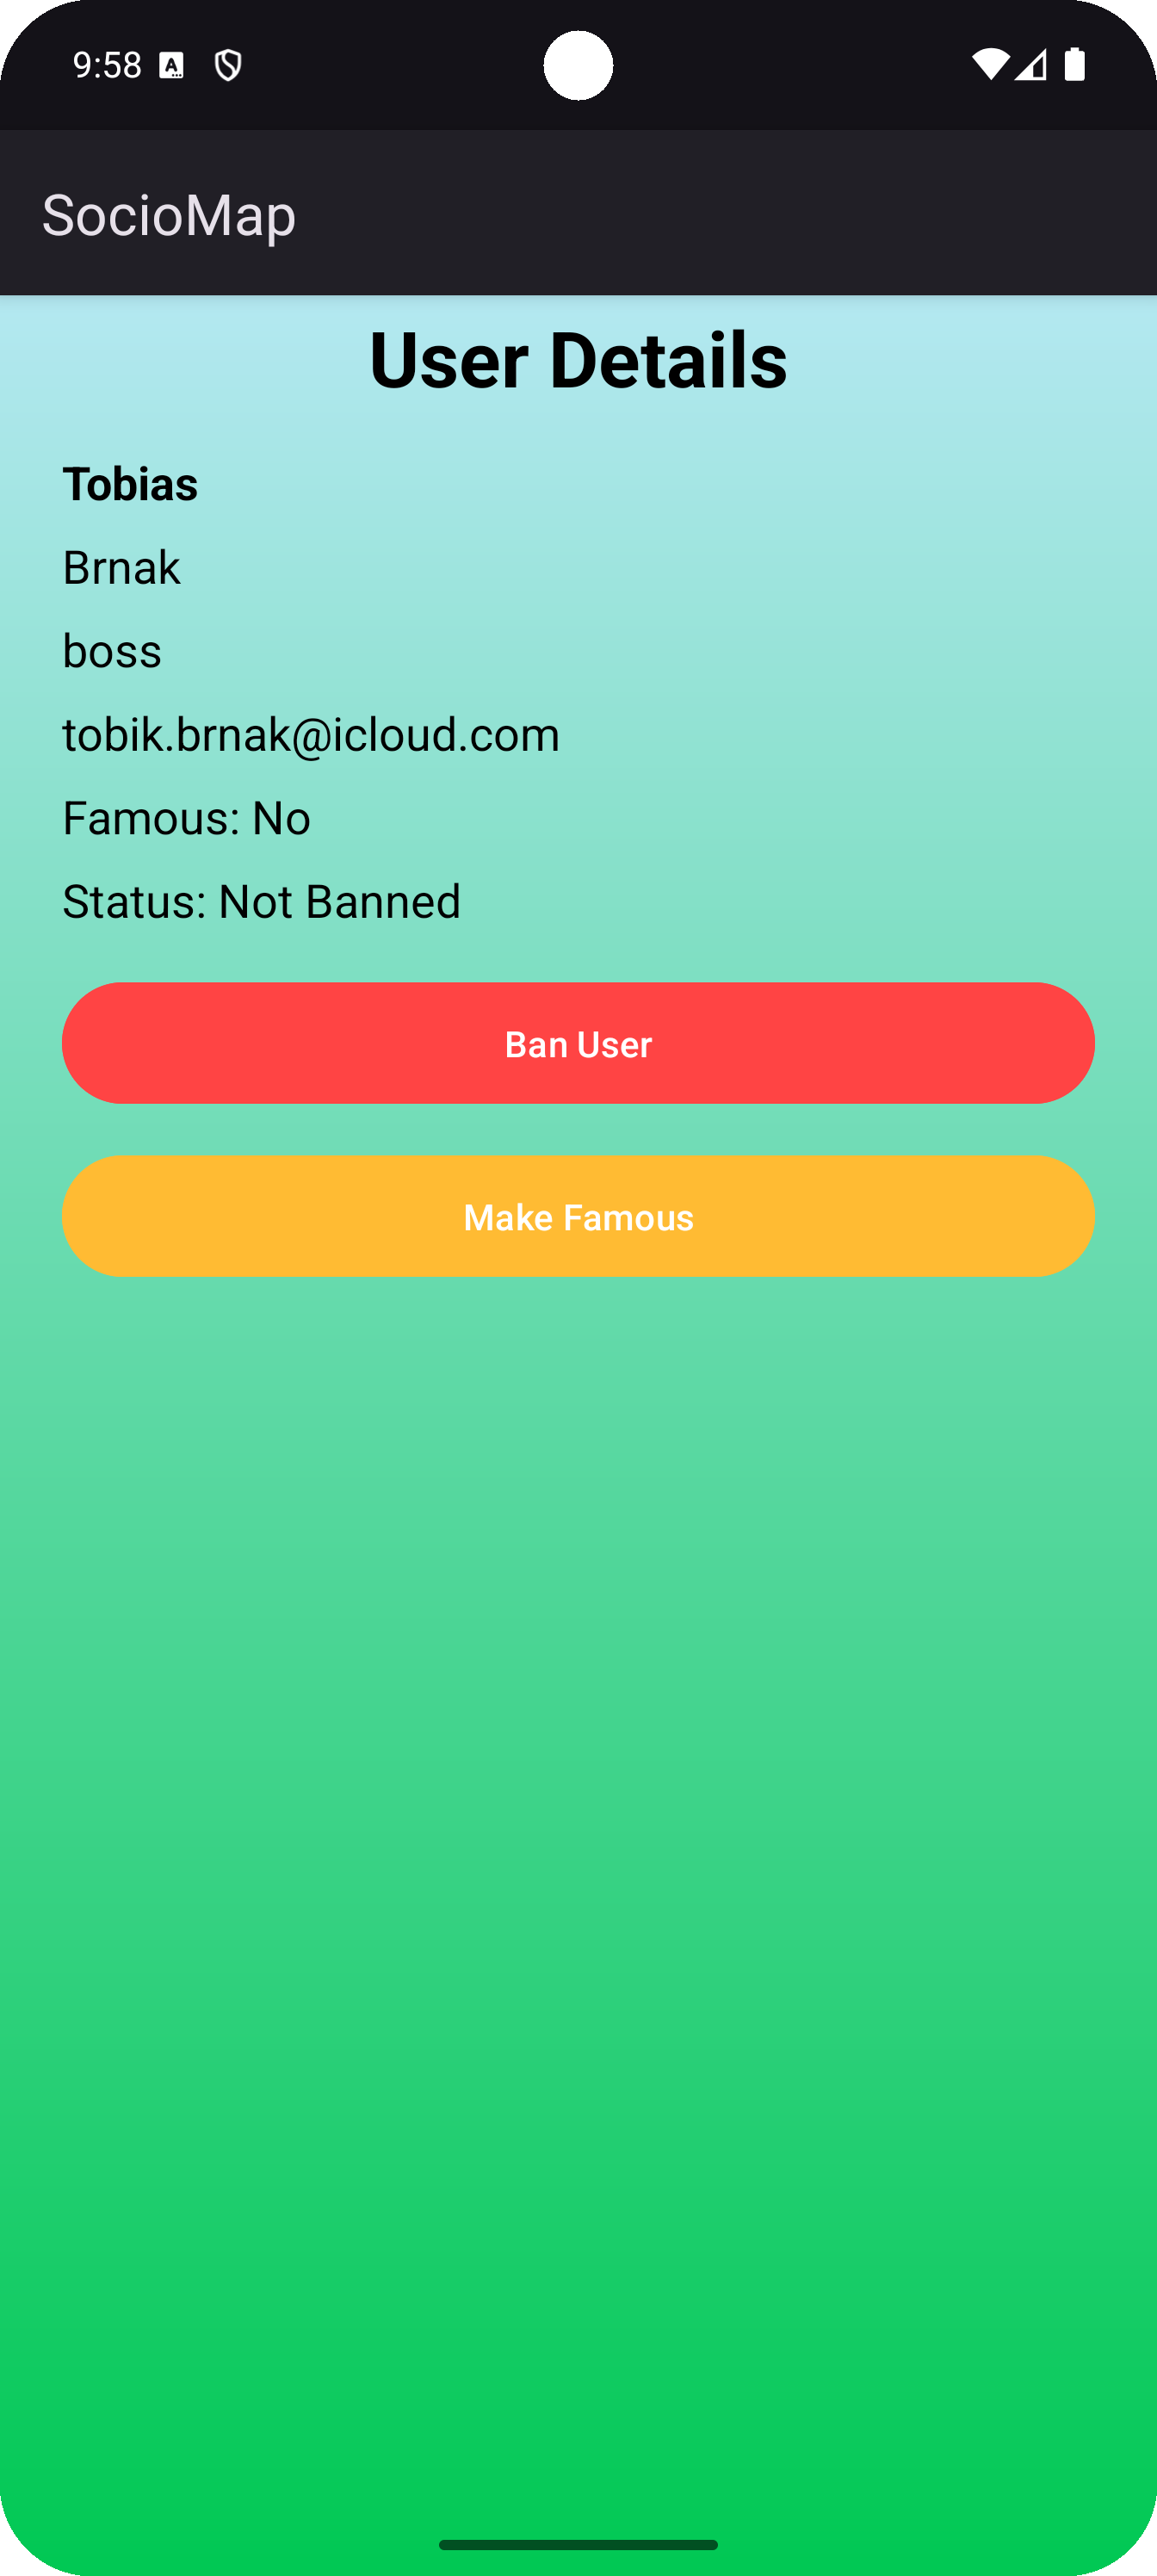 9:58
SocioMap
User Details
Tobias
Brnak
boss
tobik.brnak@icloud.com
Famous: No
Status: Not Banned
Ban User
Make Famous